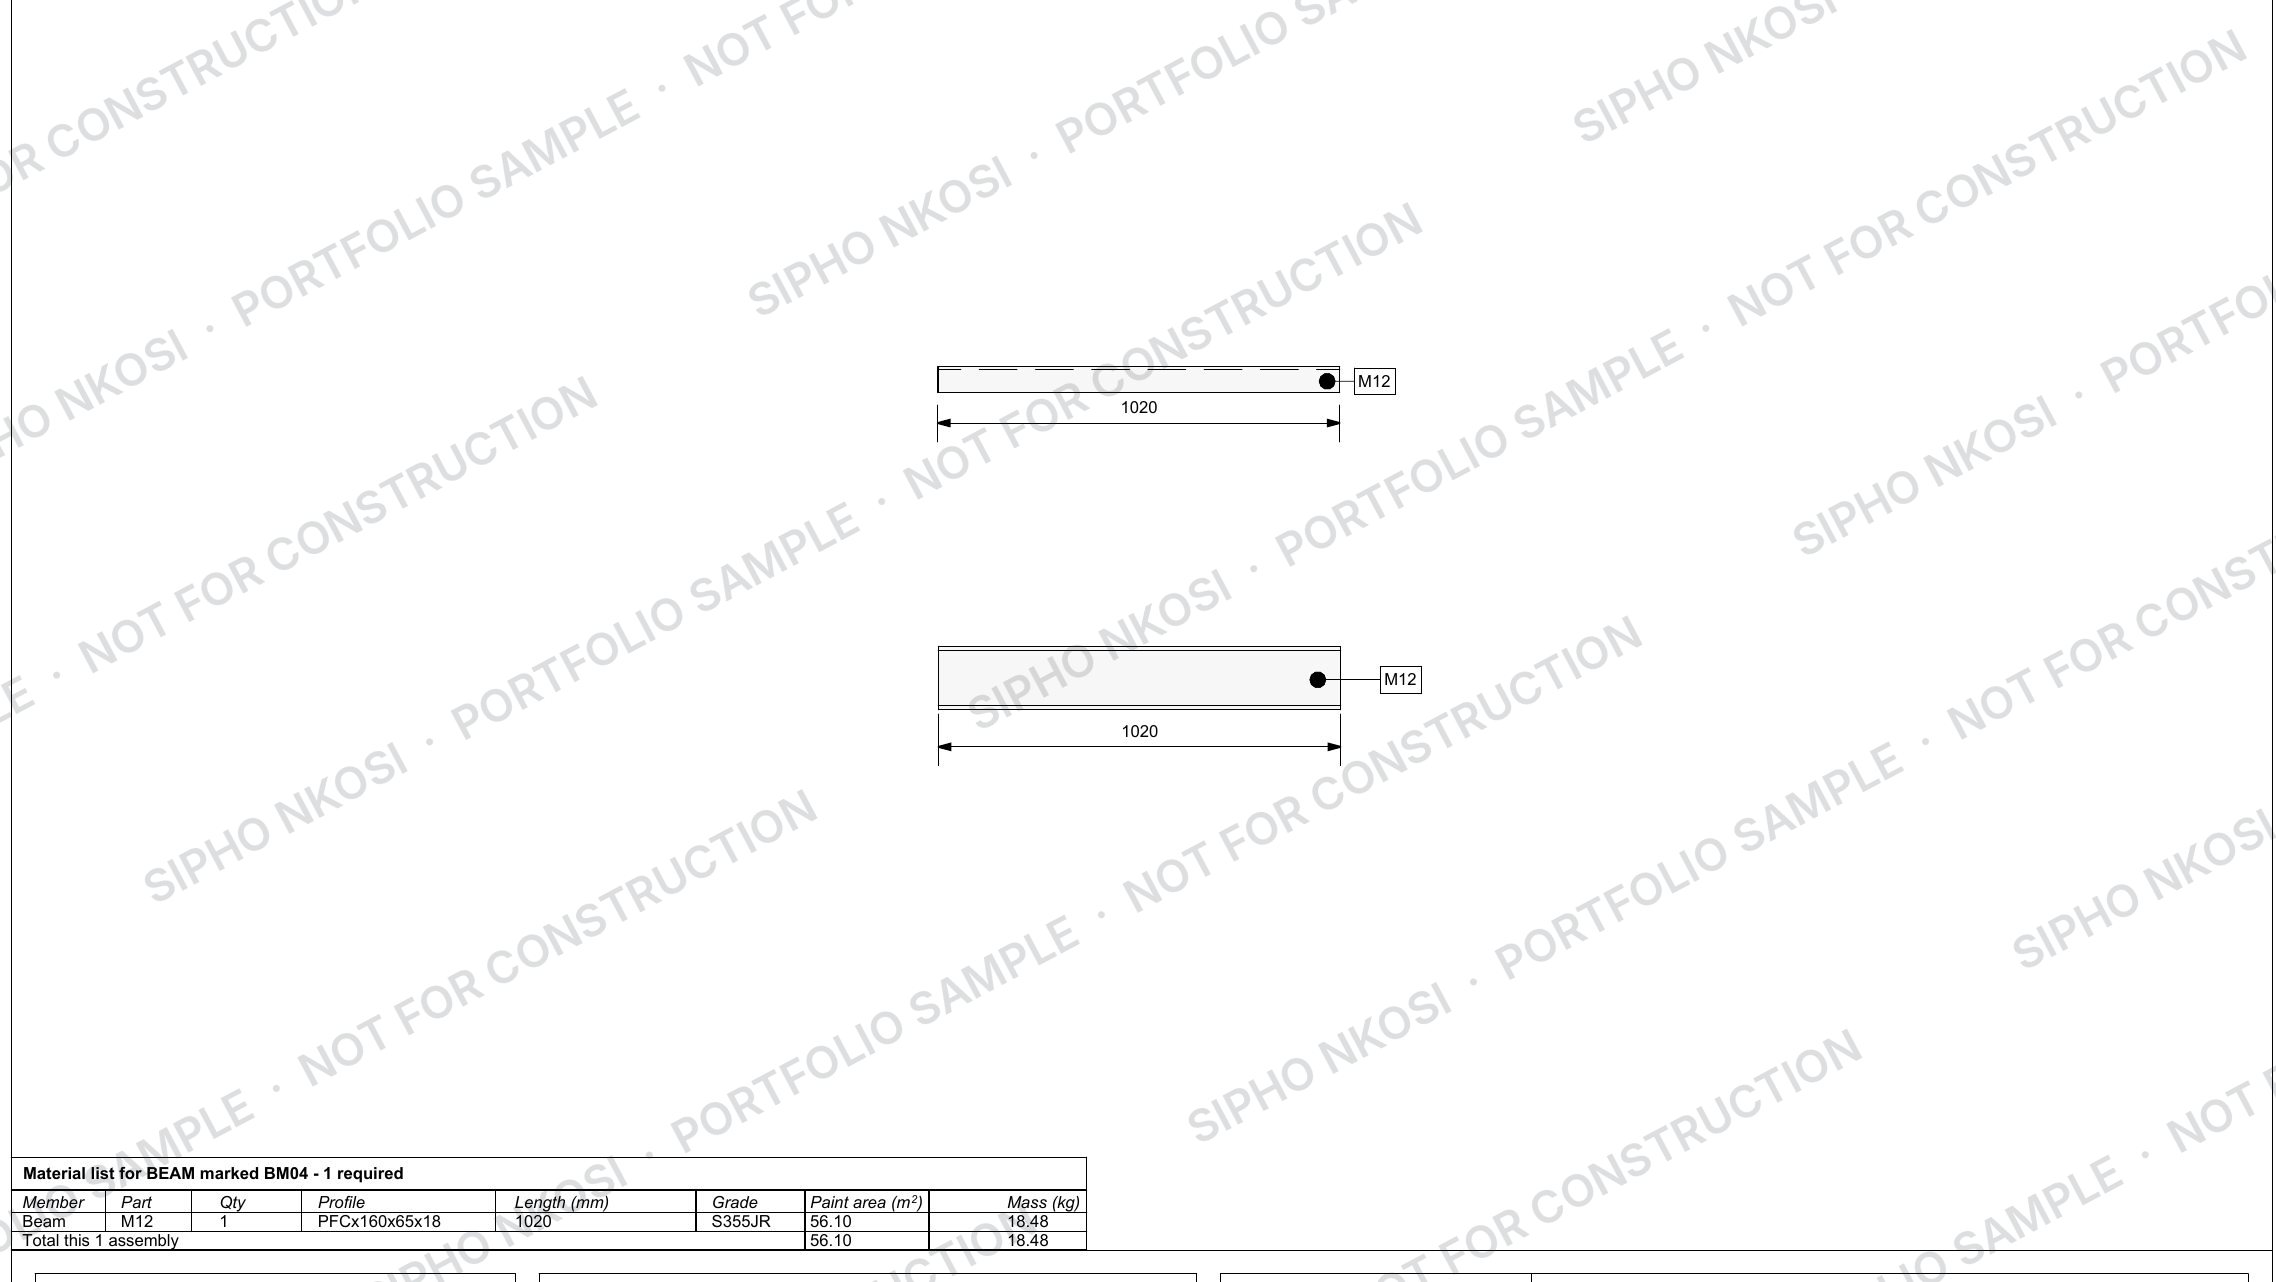 SIPHO NKOSI · PORTFOLIO SAMPLE · NOT FOR CONSTRUCTION
M12
1020
M12
1020
Material list for BEAM marked BM04 - 1 required
Member Part Qty Profile Length (mm) Grade Paint area (m²) Mass (kg)
Beam M12 1 PFCx160x65x18 1020 S355JR 56.10 18.48
Total this 1 assembly 56.10 18.48